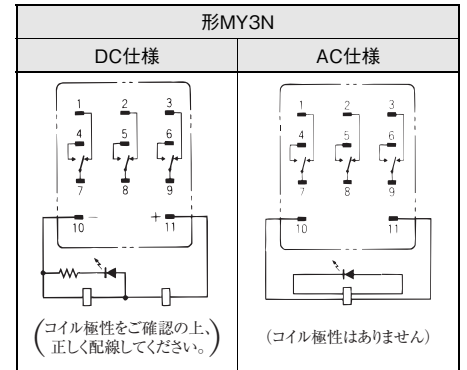 形MY3N
DC仕様
AC仕様
1 2 3
4 5 6
7 8 9
10 − + 11
(コイル極性をご確認の上、
正しく配線してください。)
1 2 3
4 5 6
7 8 9
10 11
(コイル極性はありません)